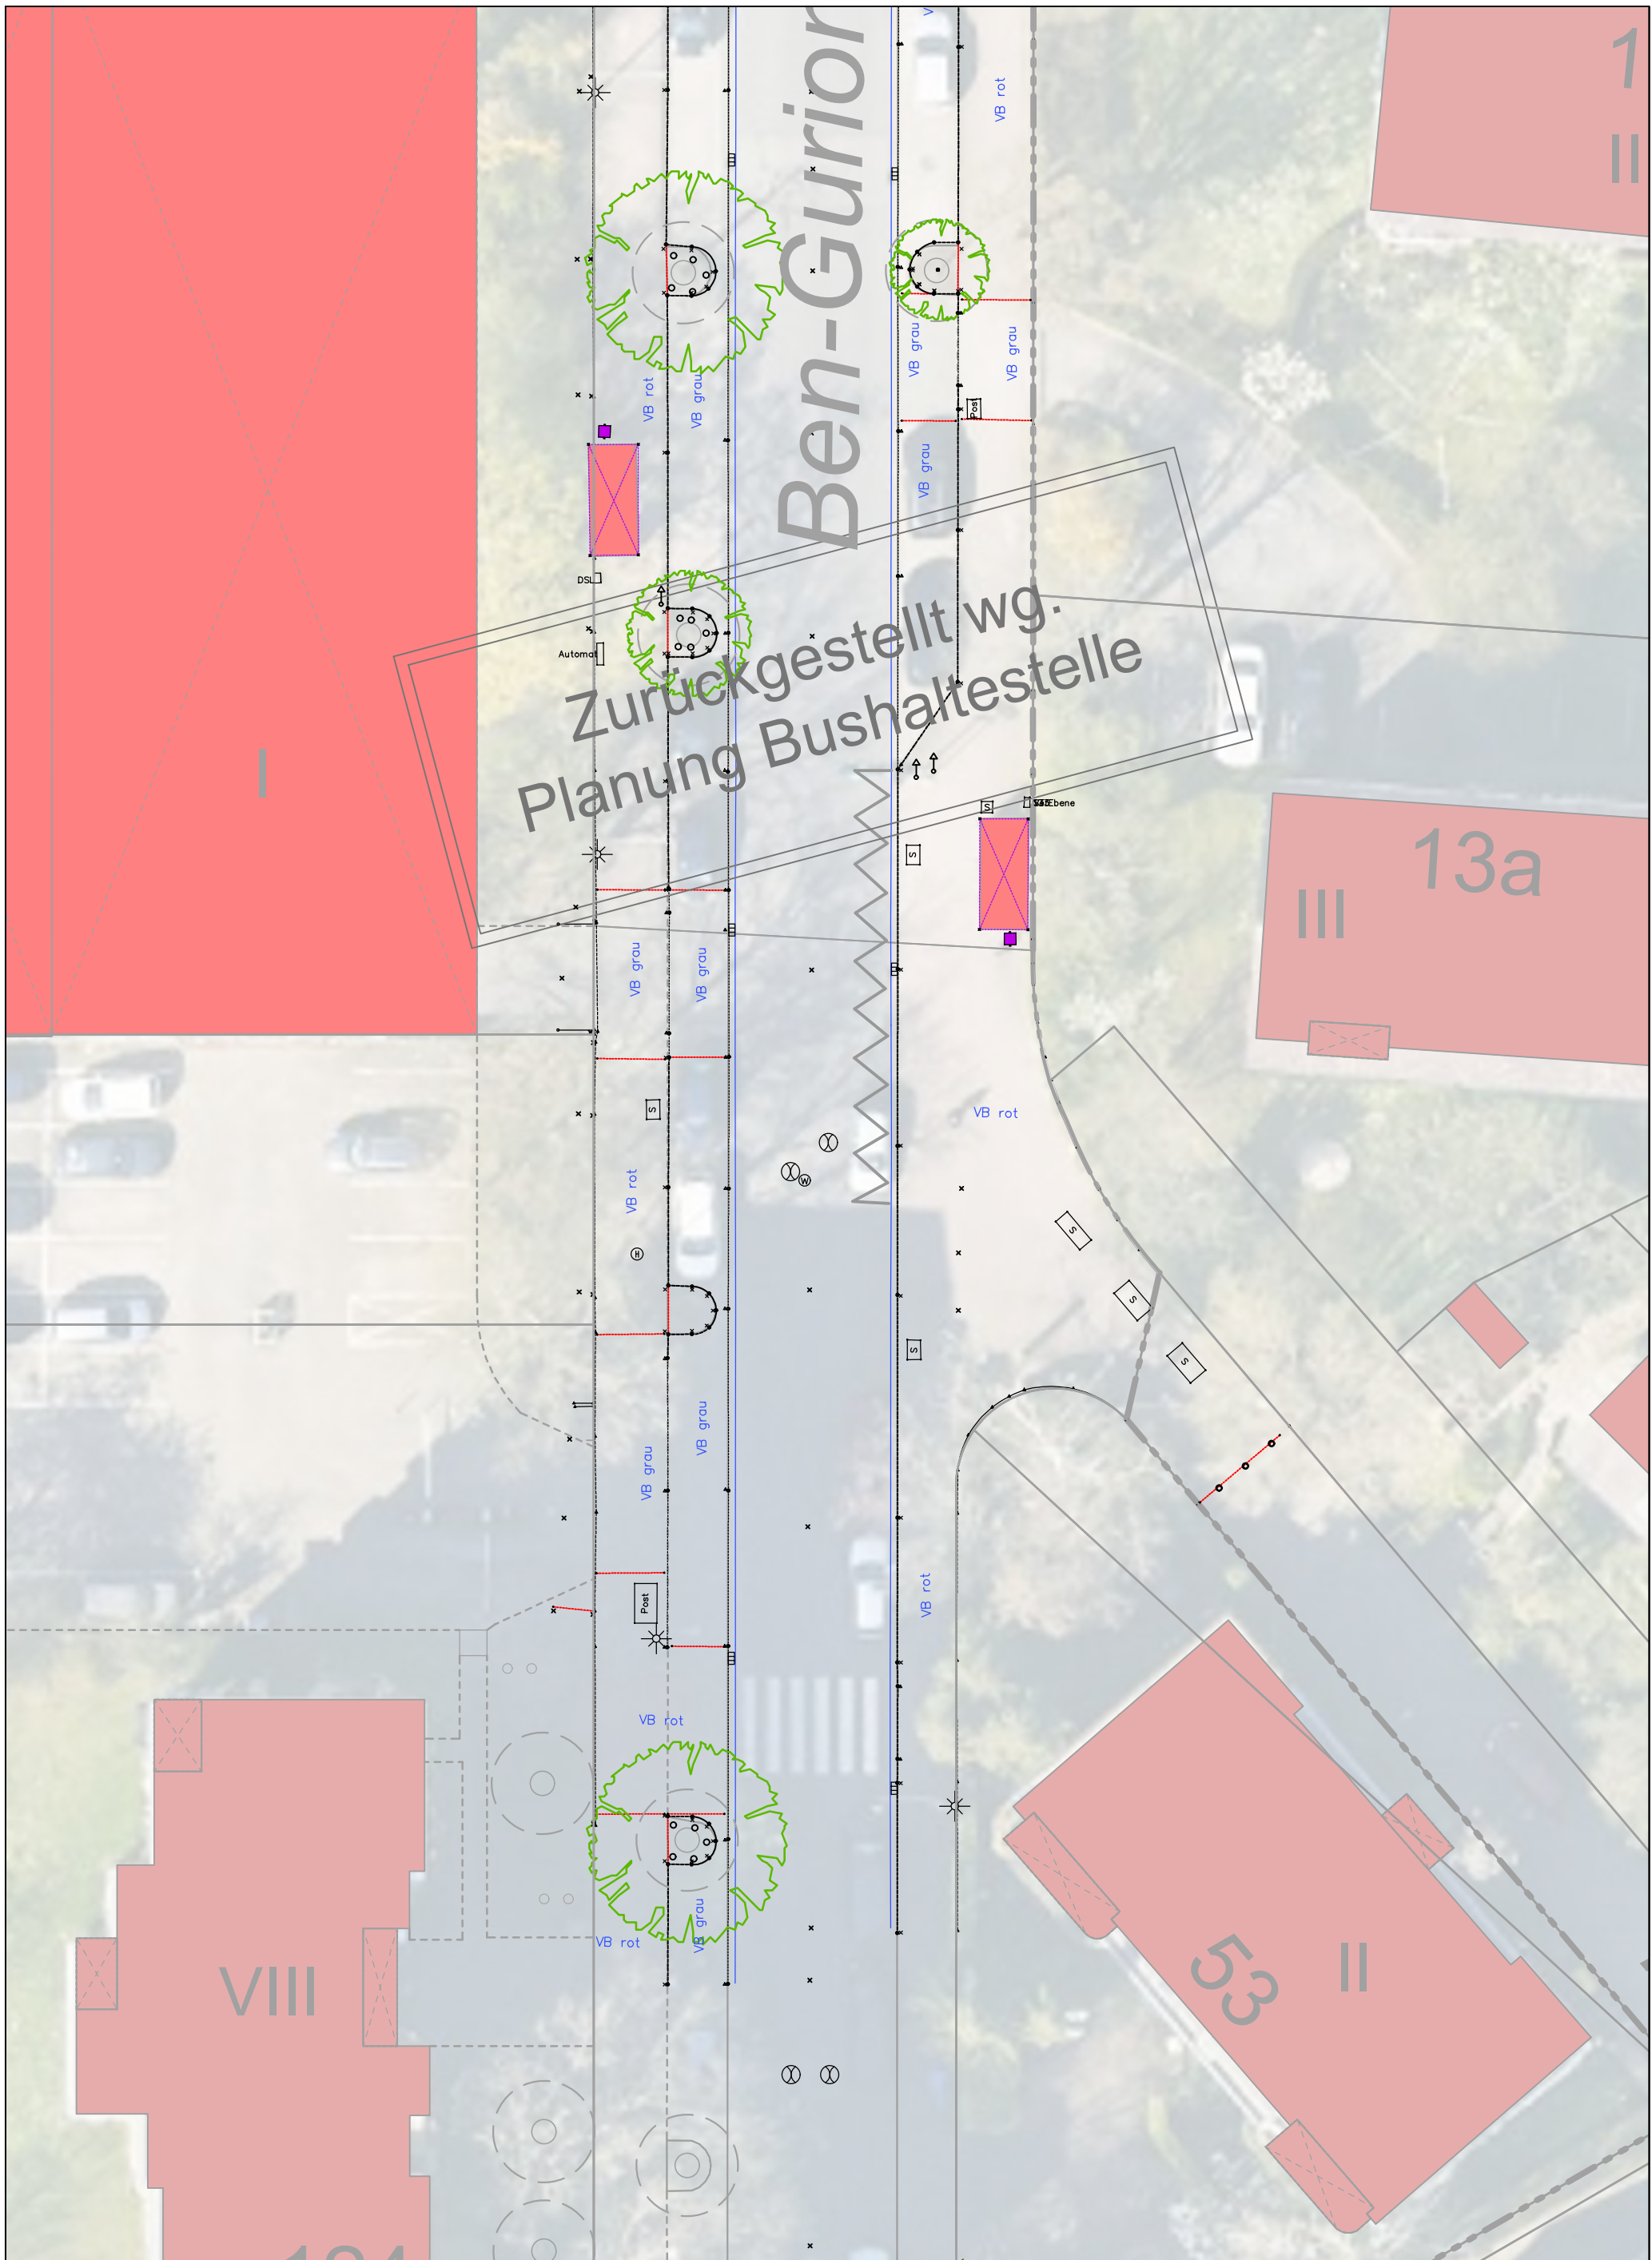 1
II
Ben-Gurion
VB rot
VB rot
VB grau
VB grau
VB grau
Post
VB grau
DSL
Automat
Zurückgestellt wg.
Planung Bushaltestelle
I
S
Ebene
S
13a
III
VB grau
VB grau
S
VB rot
VB rot
W
H
S
S
S
S
VB grau
VB grau
Post
VB rot
VB rot
VB grau
VB rot
VIII
53
II